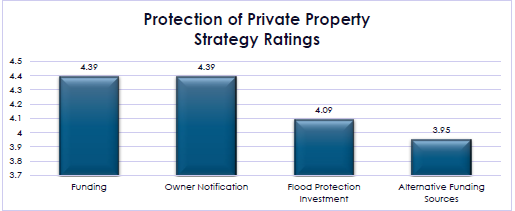 Protection of Private Property
Strategy Ratings
4.5
4.4
4.3
4.2
4.1
4
3.9
3.8
3.7
4.39
4.39
4.09
3.95
Funding
Owner Notification
Flood Protection
Investment
Alternative Funding
Sources